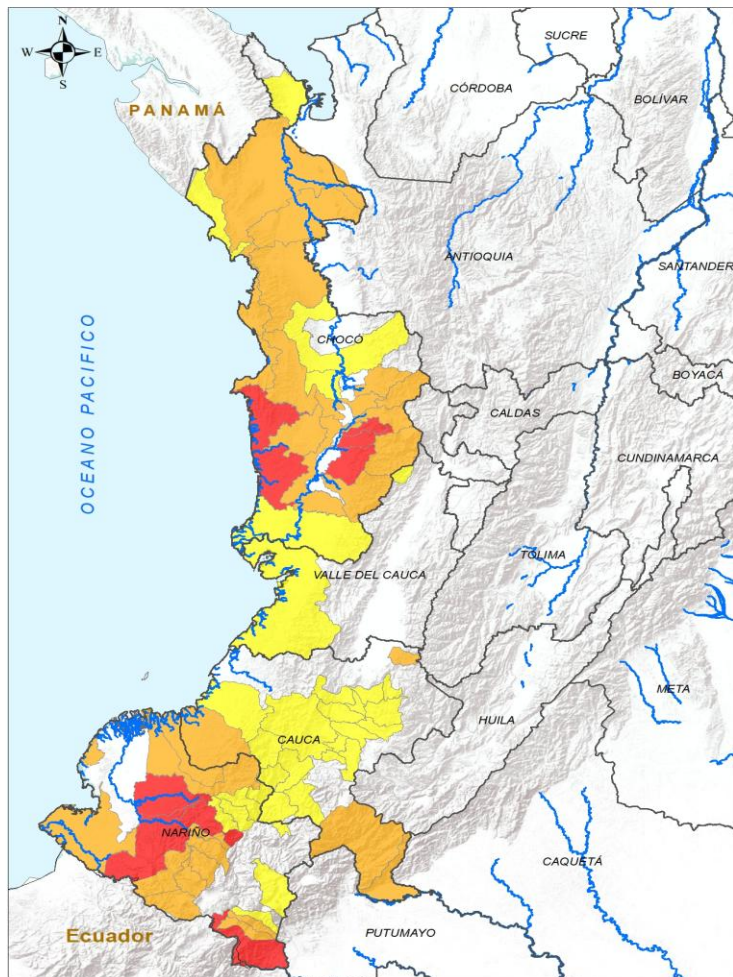 N
W E
S
SUCRE
CÓRDOBA
BOLÍVAR
PANAMÁ
ANTIOQUIA
SANTANDER
OCEANO PACIFICO
CHOCÓ
BOYACÁ
CALDAS
CUNDINAMARCA
TOLIMA
VALLE DEL CAUCA
META
HUILA
CAUCA
NARIÑO
CAQUETÁ
Ecuador
PUTUMAYO